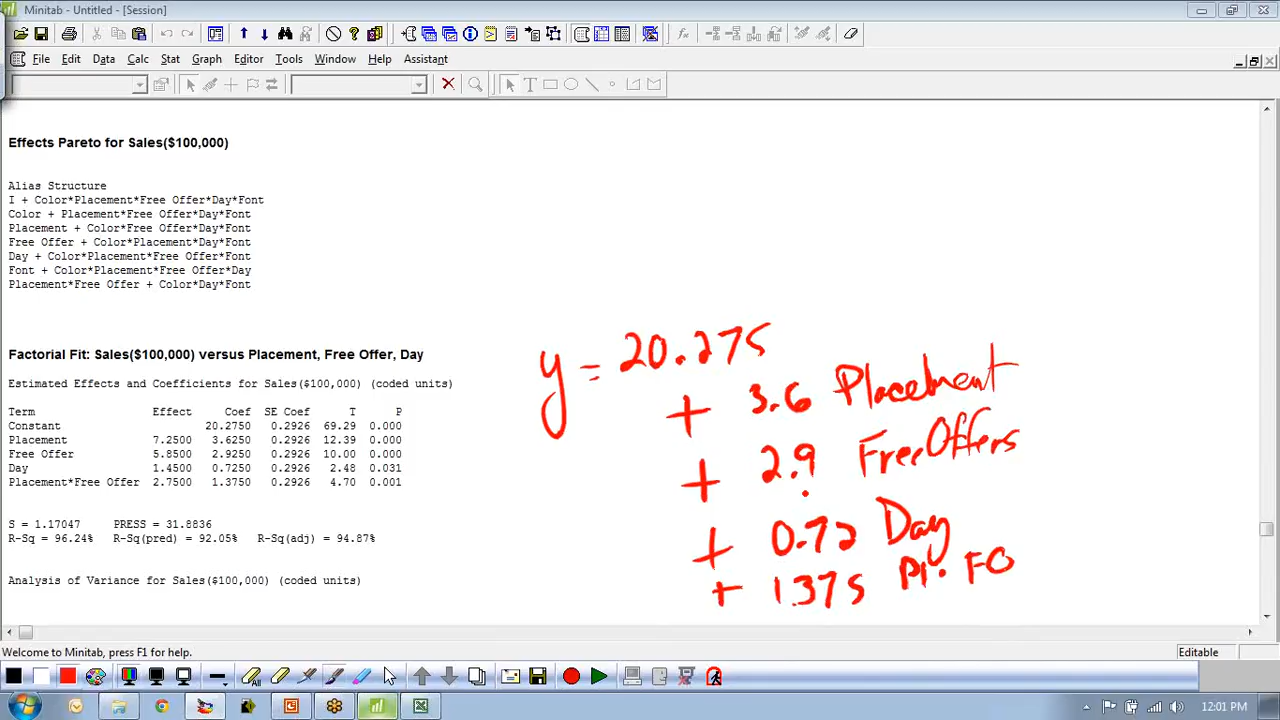 Minitab - Untitled - [Session]
File Edit Data Calc Stat Graph Editor Tools Window Help Assistant
Effects Pareto for Sales($100,000)
Alias Structure
I + Color*Placement*Free Offer*Day*Font
Color + Placement*Free Offer*Day*Font
Placement + Color*Free Offer*Day*Font
Free Offer + Color*Placement*Day*Font
Day + Color*Placement*Free Offer*Font
Font + Color*Placement*Free Offer*Day
Placement*Free Offer + Color*Day*Font
Factorial Fit: Sales($100,000) versus Placement, Free Offer, Day
Estimated Effects and Coefficients for Sales($100,000) (coded units)
Term Effect Coef SE Coef T P
Constant 20.2750 0.2926 69.29 0.000
Placement 7.2500 3.6250 0.2926 12.39 0.000
Free Offer 5.8500 2.9250 0.2926 10.00 0.000
Day 1.4500 0.7250 0.2926 2.48 0.031
Placement*Free Offer 2.7500 1.3750 0.2926 4.70 0.001
S = 1.17047 PRESS = 31.8836
R-Sq = 96.24% R-Sq(pred) = 92.05% R-Sq(adj) = 94.87%
Analysis of Variance for Sales($100,000) (coded units)
y = 20.275
+ 3.6 Placement
+ 2.9 Free Offers
+ 0.72 Day
+ 1.375 Pl. FO
Welcome to Minitab, press F1 for help.
Editable
12:01 PM